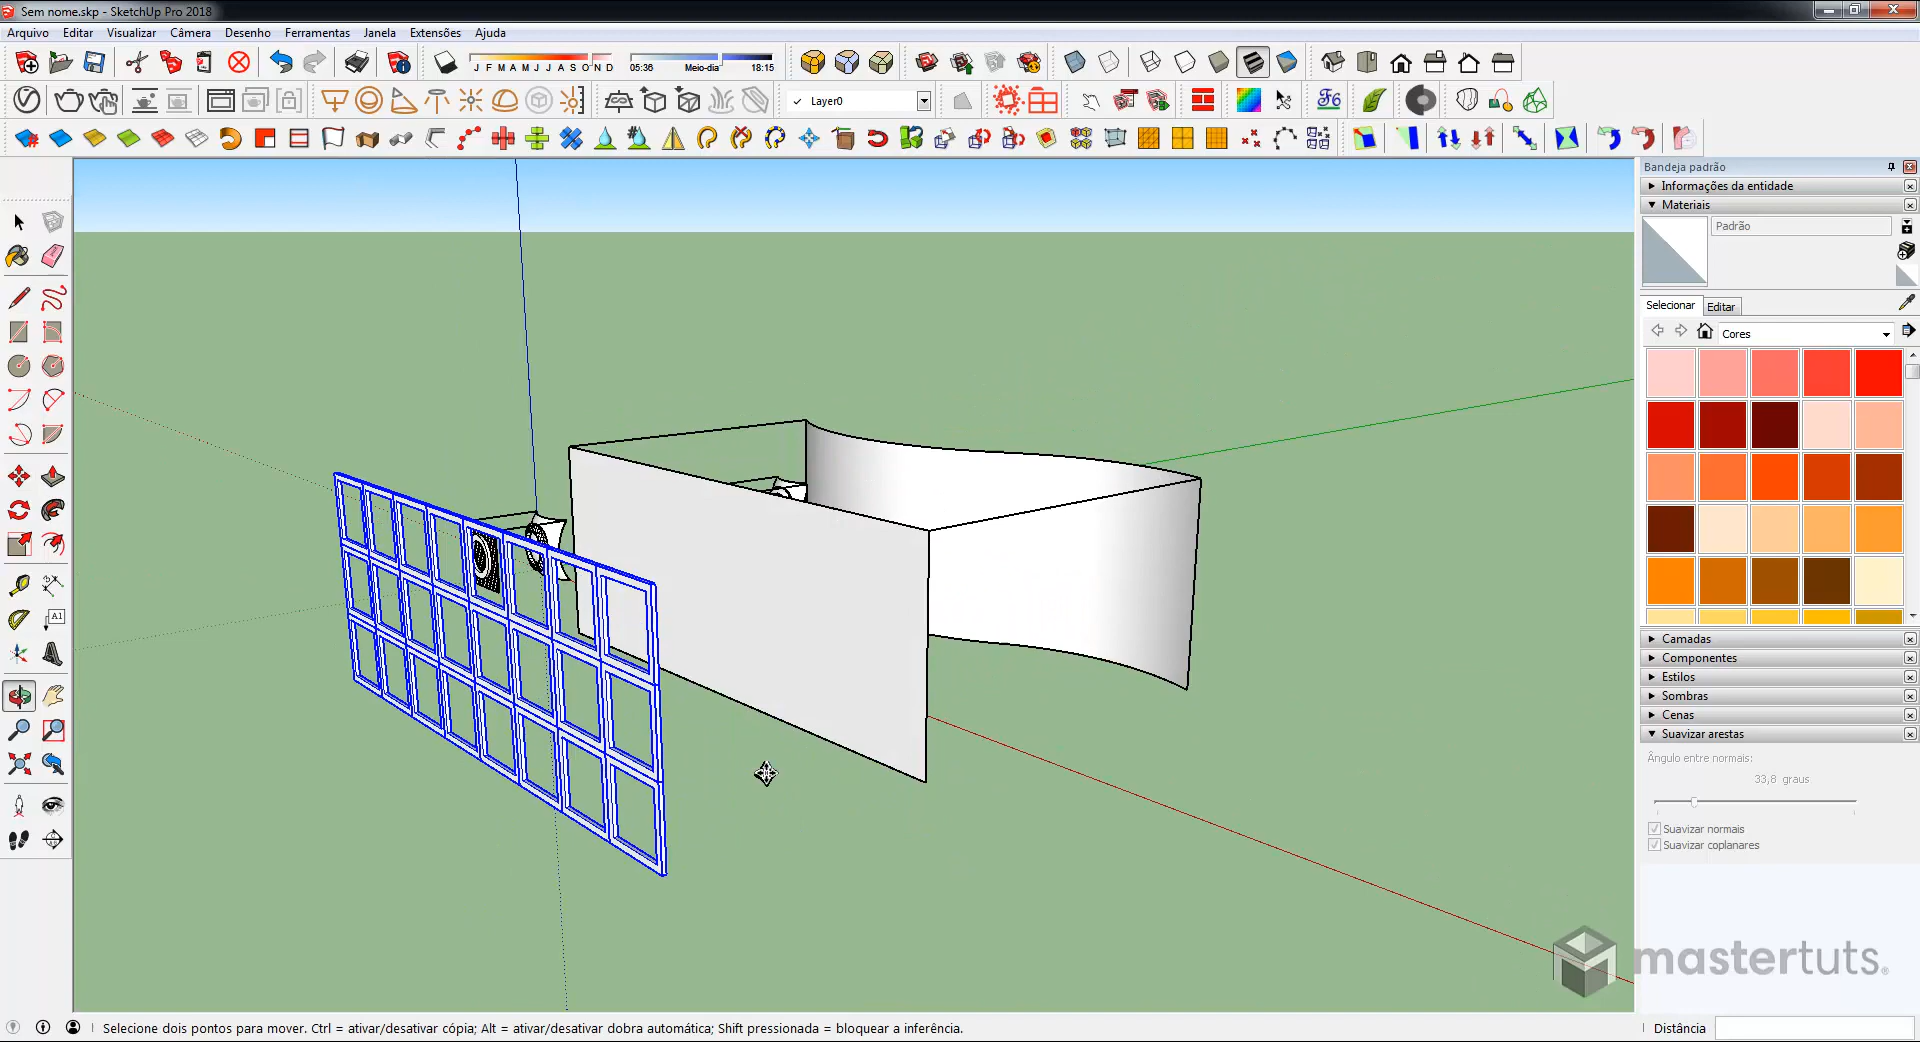 Sem nome.skp - SketchUp Pro 2018
Arquivo Editar Visualizar Câmera Desenho Ferramentas Janela Extensões Ajuda
J F M A M J J A S O N D
05:36 Meio-dia 18:15
Layer0
F6
A1
Bandeja padrão
Informações da entidade
Materiais
Padrão
Selecionar Editar
Cores
Camadas
Componentes
Estilos
Sombras
Cenas
Suavizar arestas
Ângulo entre normais:
33,8 graus
Suavizar normais
Suavizar coplanares
mastertuts®
Selecione dois pontos para mover. Ctrl = ativar/desativar cópia; Alt = ativar/desativar dobra automática; Shift pressionada = bloquear a inferência.
Distância